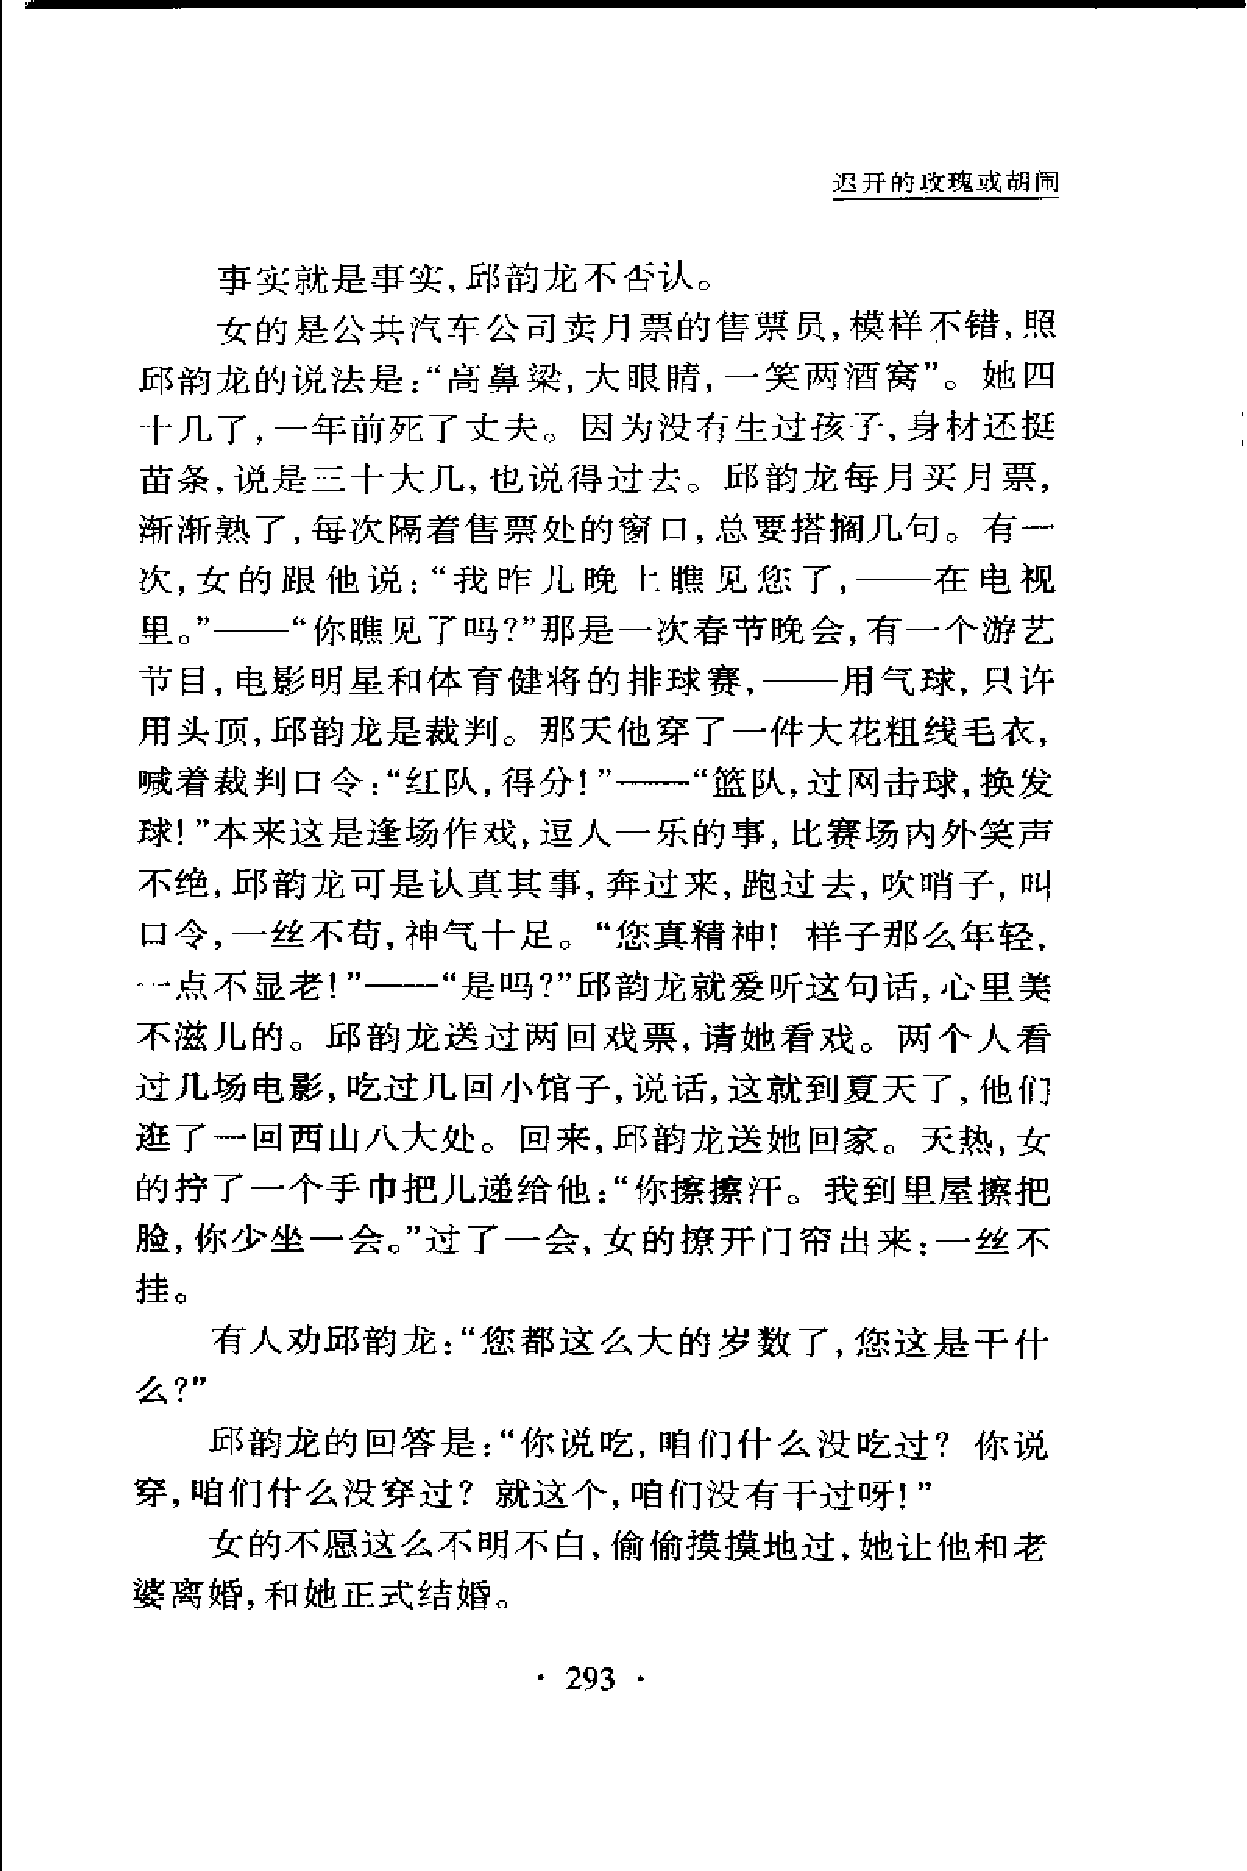 迟开的玫瑰或胡闹
事实就是事实,邱韵龙不否认。
女的是公共汽车公司卖月票的售票员,模样不错,照
邱韵龙的说法是:“高鼻梁,大眼睛,一笑两酒窝”。她四
十几了,一年前死了丈夫。因为没有生过孩子,身材还挺
苗条,说是三十大几,也说得过去。邱韵龙每月买月票,
渐渐熟了,每次隔着售票处的窗口,总要搭搁几句。有一
次,女的跟他说:“我昨儿晚上瞧见您了,——在电视
里。”——“你瞧见了吗?”那是一次春节晚会,有一个游艺
节目,电影明星和体育健将的排球赛,——用气球,只许
用头顶,邱韵龙是裁判。那天他穿了一件大花粗线毛衣,
喊着裁判口令:“红队,得分!”——“篮队,过网击球,换发
球!”本来这是逢场作戏,逗人一乐的事,比赛场内外笑声
不绝,邱韵龙可是认真其事,奔过来,跑过去,吹哨子,叫
口令,一丝不苟,神气十足。“您真精神! 样子那么年轻,
一点不显老!”——“是吗?”邱韵龙就爱听这句话,心里美
不滋儿的。邱韵龙送过两回戏票,请她看戏。两个人看
过几场电影,吃过几回小馆子,说话,这就到夏天了,他们
逛了一回西山八大处。回来,邱韵龙送她回家。天热,女
的拧了一个手巾把儿递给他:“你擦擦汗。我到里屋擦把
脸,你少坐一会。”过了一会,女的撩开门帘出来:一丝不
挂。
有人劝邱韵龙:“您都这么大的岁数了,您这是干什
么?”
邱韵龙的回答是:“你说吃,咱们什么没吃过? 你说
穿,咱们什么没穿过? 就这个,咱们没有干过呀!”
女的不愿这么不明不白,偷偷摸摸地过,她让他和老
婆离婚,和她正式结婚。
· 293 ·